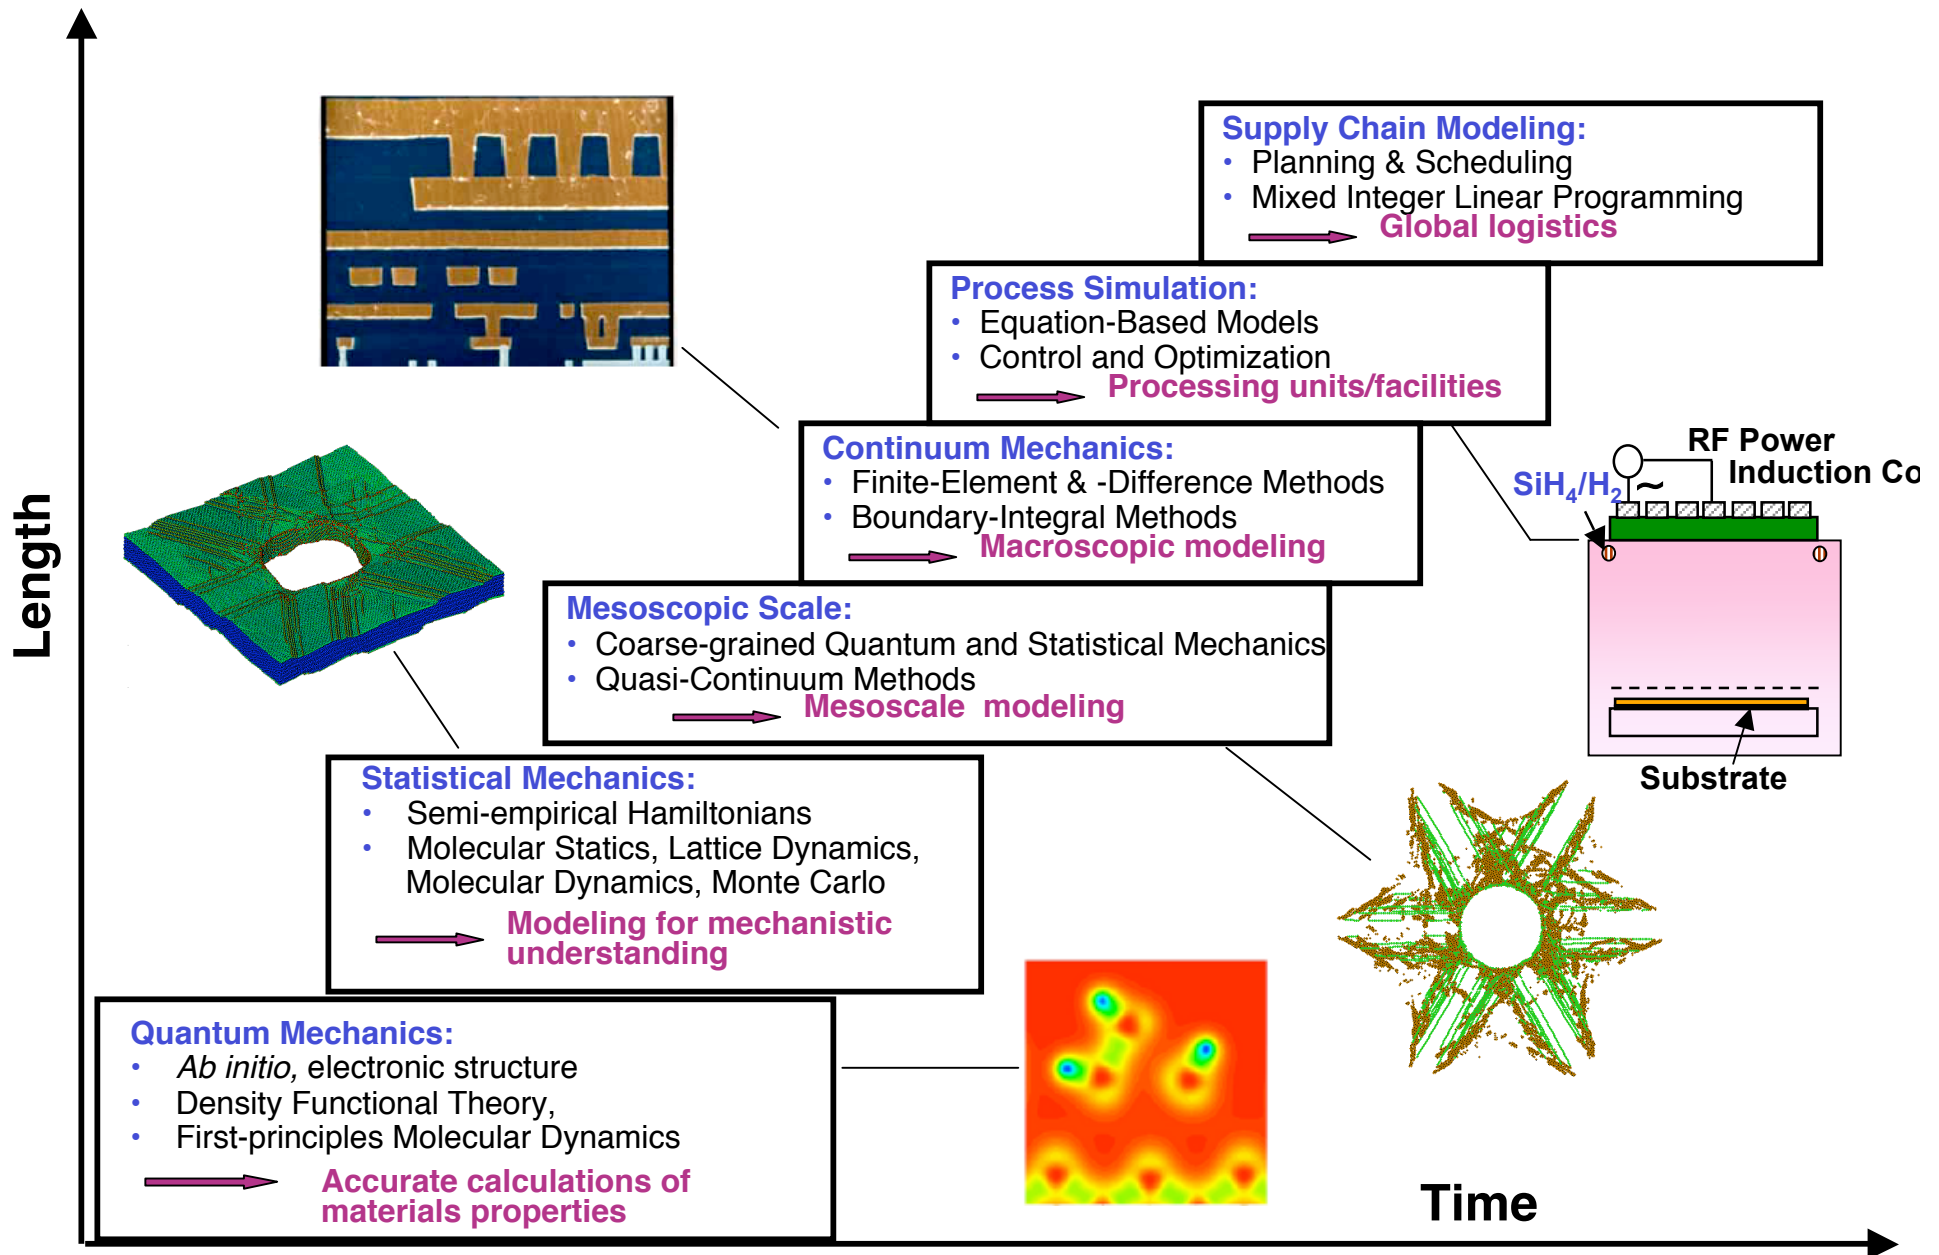 Length
Supply Chain Modeling:
• Planning & Scheduling
• Mixed Integer Linear Programming
Global logistics
Process Simulation:
• Equation-Based Models
• Control and Optimization
Processing units/facilities
Continuum Mechanics:
• Finite-Element & -Difference Methods
• Boundary-Integral Methods
Macroscopic modeling
RF Power
Induction Co
SiH4/H2
~
Substrate
Mesoscopic Scale:
• Coarse-grained Quantum and Statistical Mechanics
• Quasi-Continuum Methods
Mesoscale modeling
Statistical Mechanics:
• Semi-empirical Hamiltonians
• Molecular Statics, Lattice Dynamics,
Molecular Dynamics, Monte Carlo
Modeling for mechanistic
understanding
Quantum Mechanics:
• Ab initio, electronic structure
• Density Functional Theory,
• First-principles Molecular Dynamics
Accurate calculations of
materials properties
Time